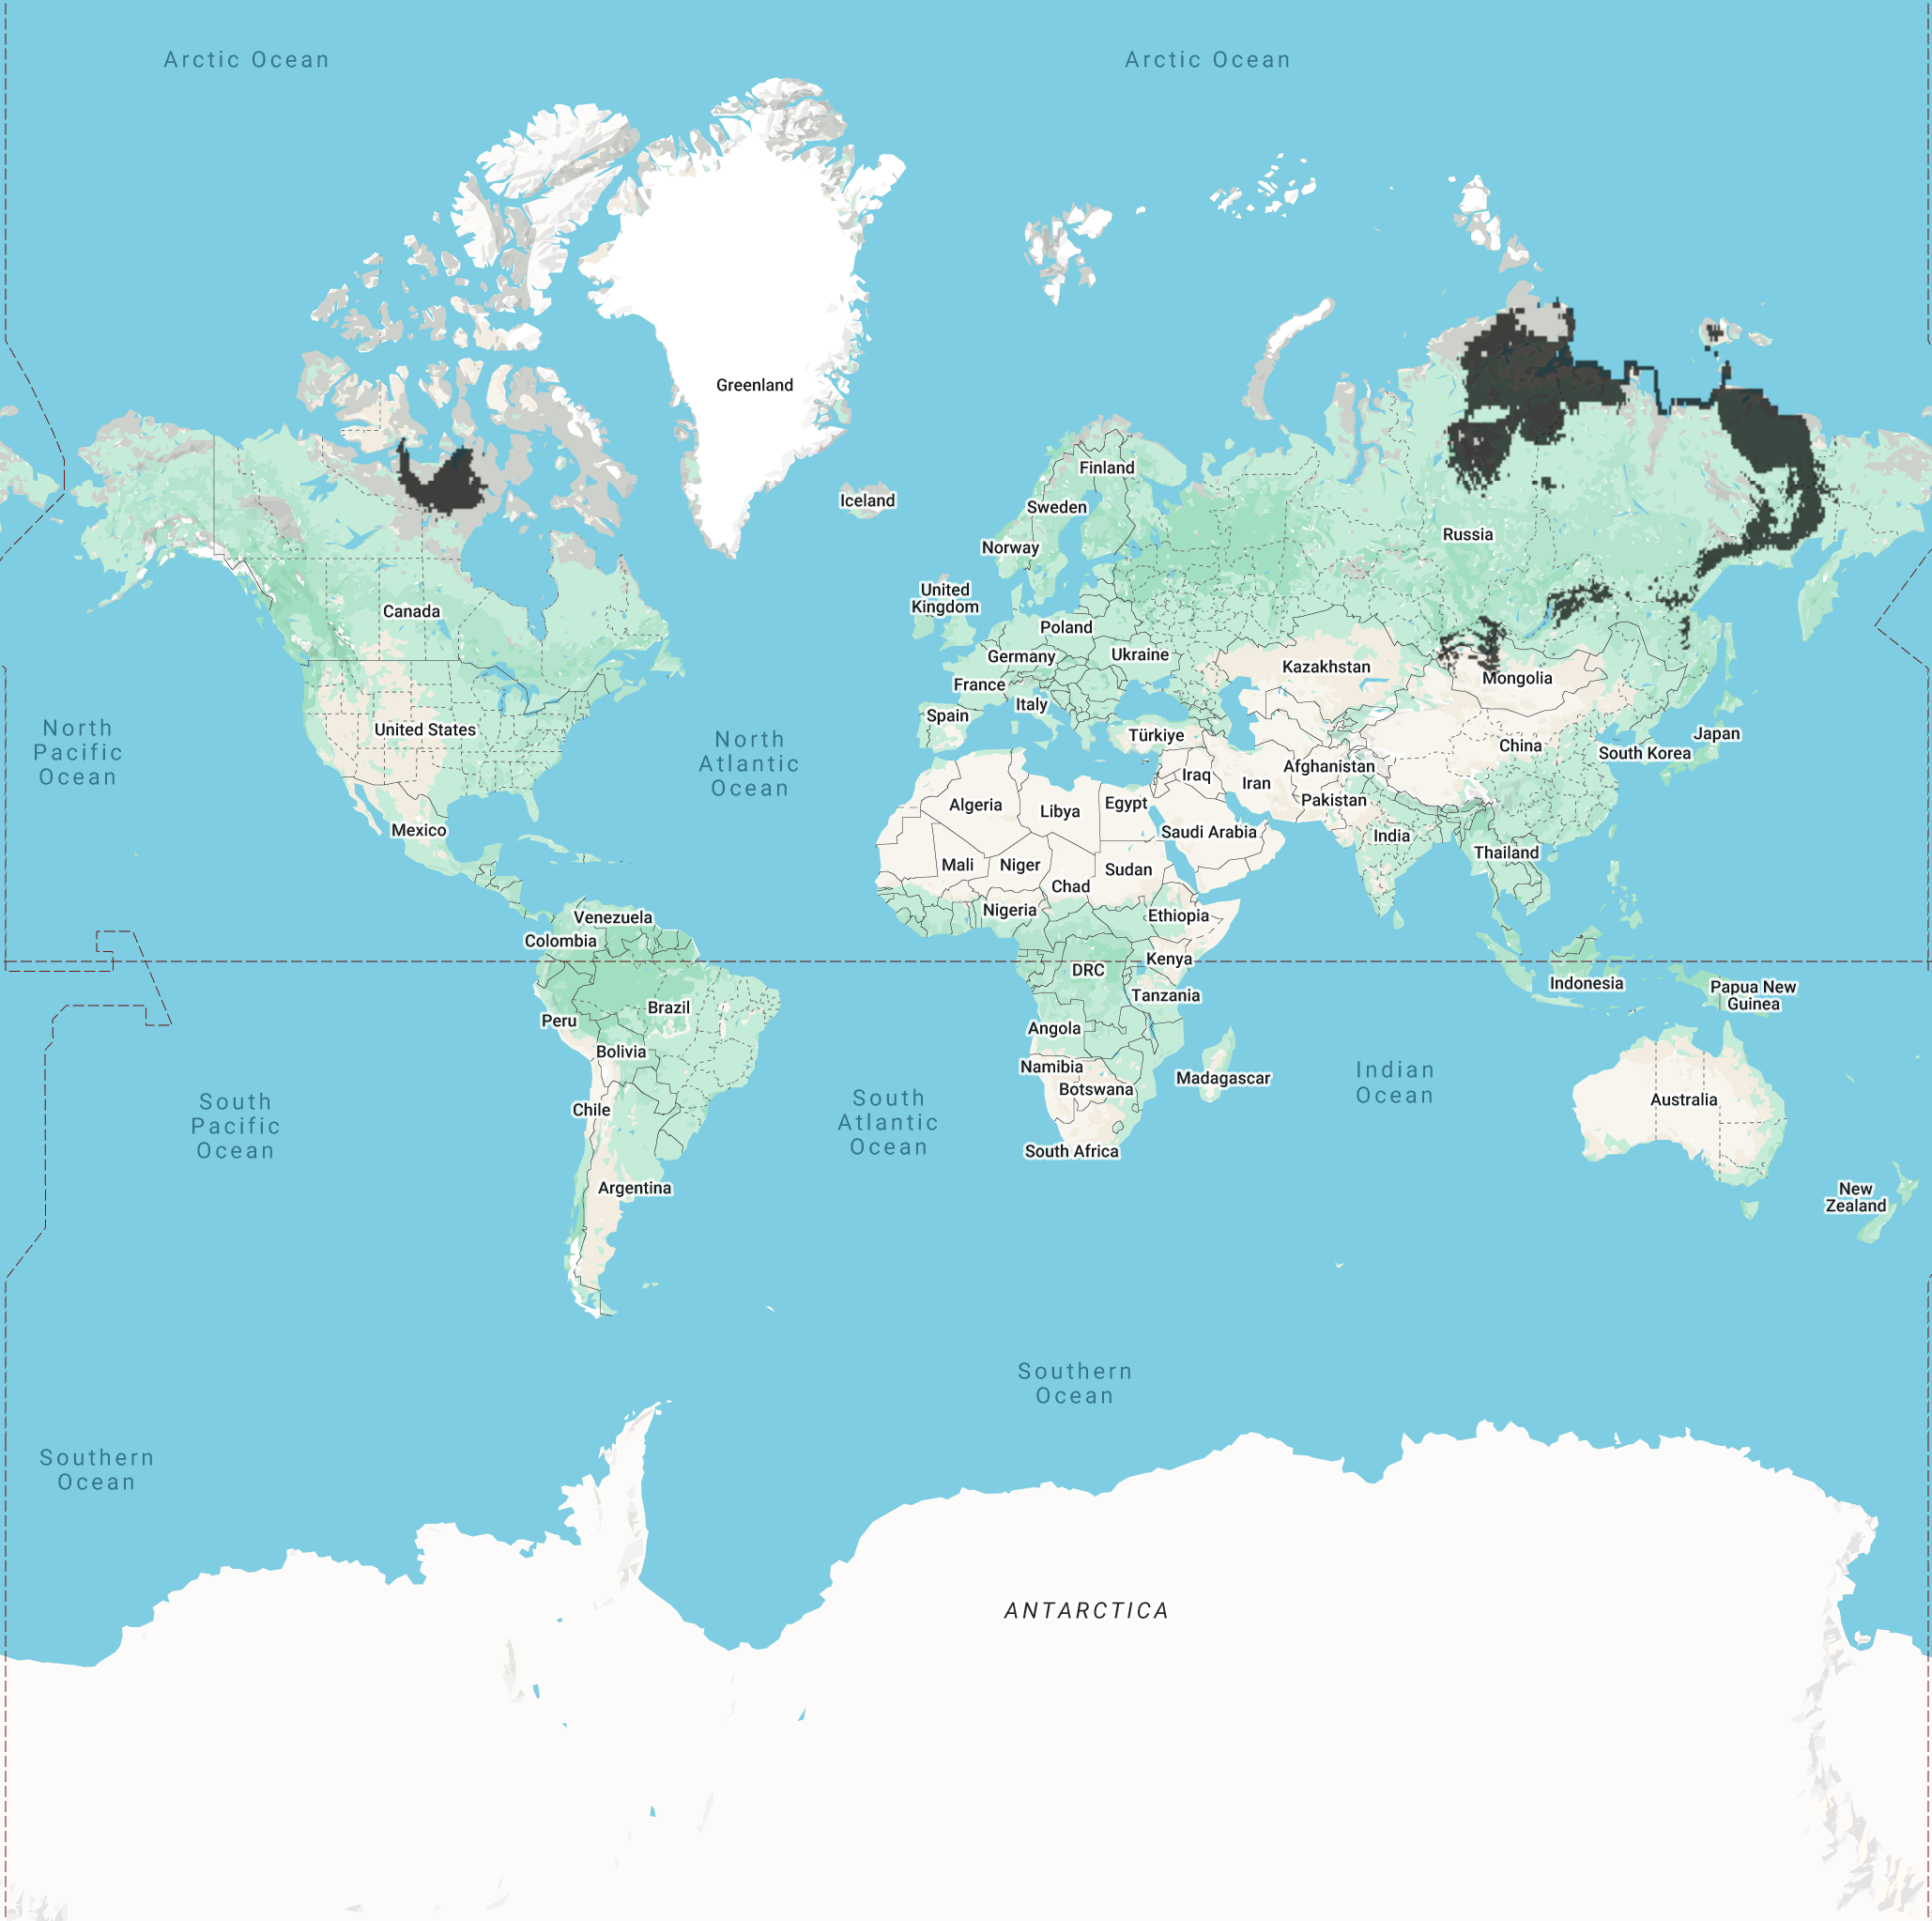 Arctic Ocean
Arctic Ocean
Greenland
Finland
Iceland
Sweden
Russia
Norway
United
Kingdom
Canada
Poland
Germany
Ukraine
Kazakhstan
Mongolia
France
Italy
Spain
United States
Türkiye
Japan
China
South Korea
North
Pacific
Ocean
North
Atlantic
Ocean
Iraq
Iran
Afghanistan
Pakistan
Algeria
Libya
Egypt
Saudi Arabia
India
Mexico
Thailand
Mali
Niger
Sudan
Chad
Nigeria
Ethiopia
Venezuela
Colombia
Kenya
DRC
Indonesia
Tanzania
Papua New
Guinea
Brazil
Peru
Angola
Bolivia
Namibia
Madagascar
Botswana
Indian
Ocean
Australia
Chile
South
Pacific
Ocean
South
Atlantic
Ocean
South Africa
Argentina
New
Zealand
Southern
Ocean
Southern
Ocean
ANTARCTICA